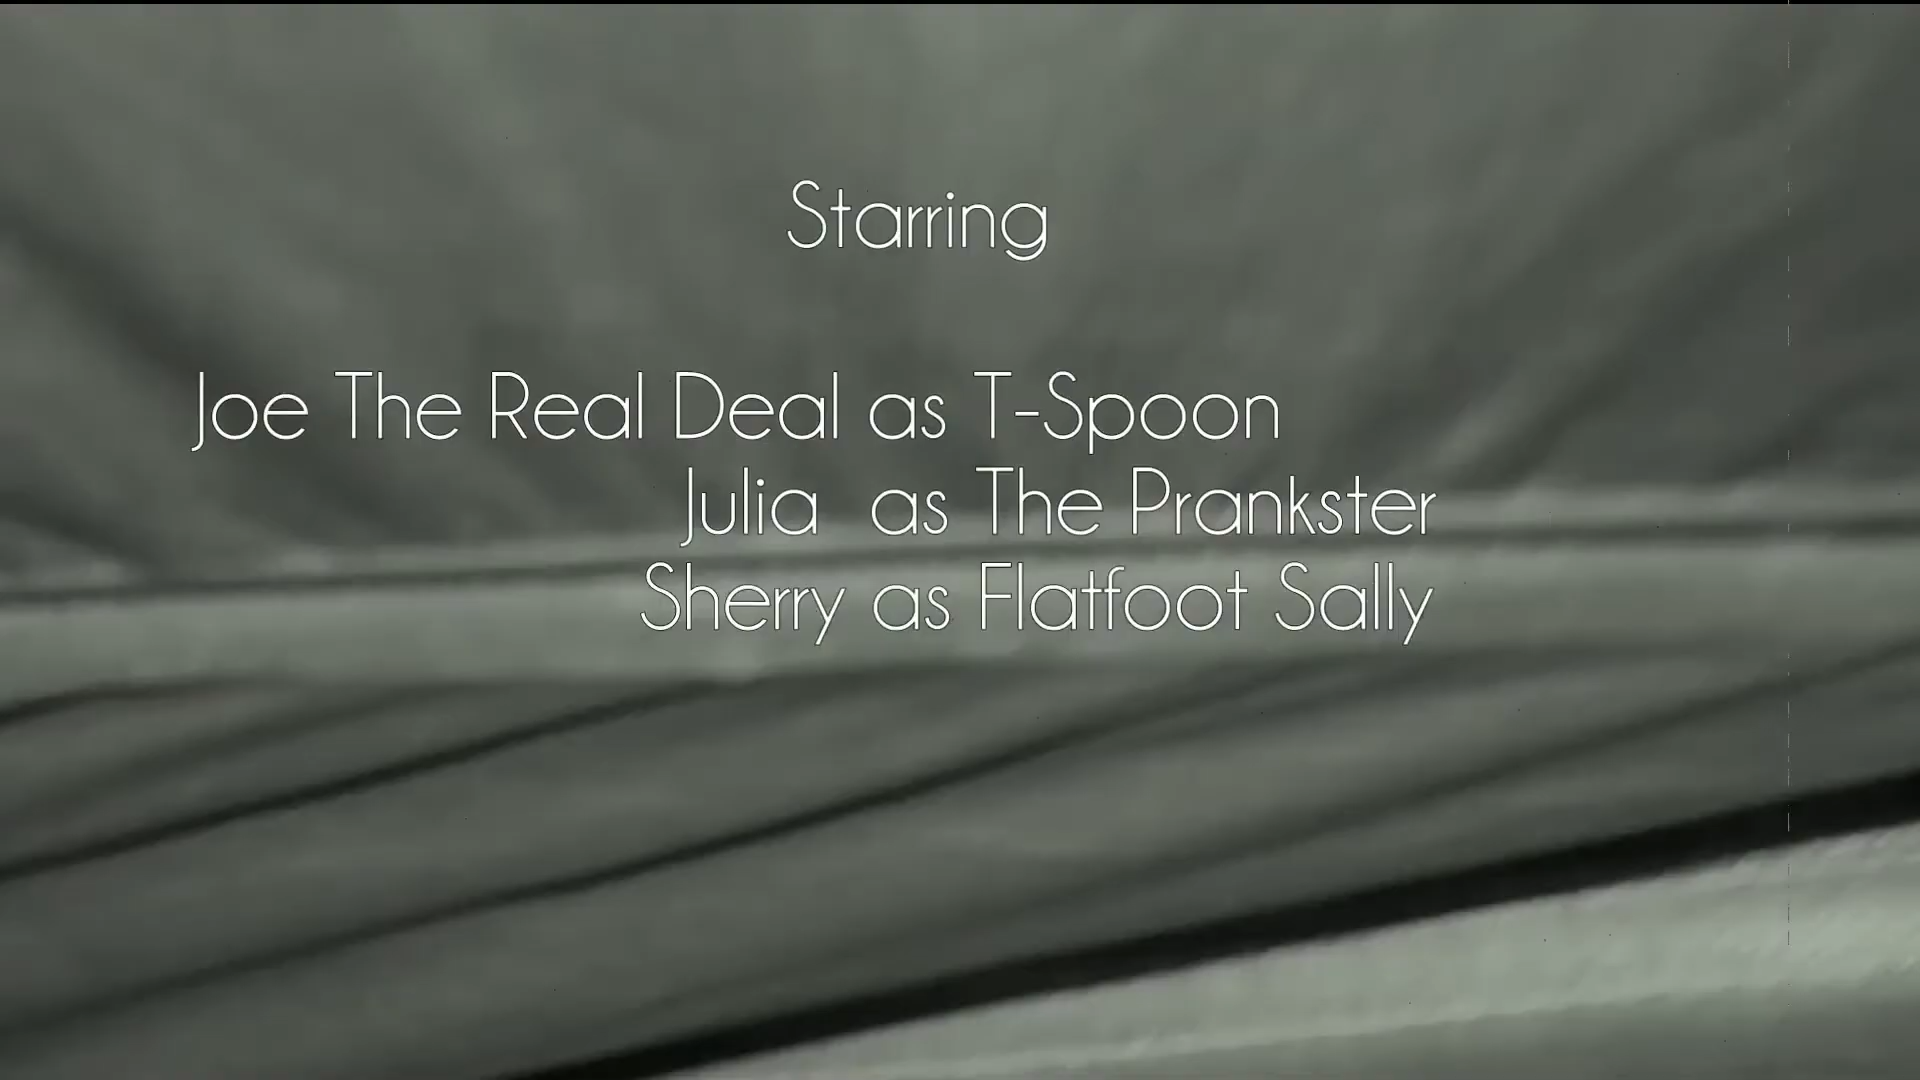 Starring
Joe The Real Deal as T-Spoon
Julia as The Prankster
Sherry as Flatfoot Sally